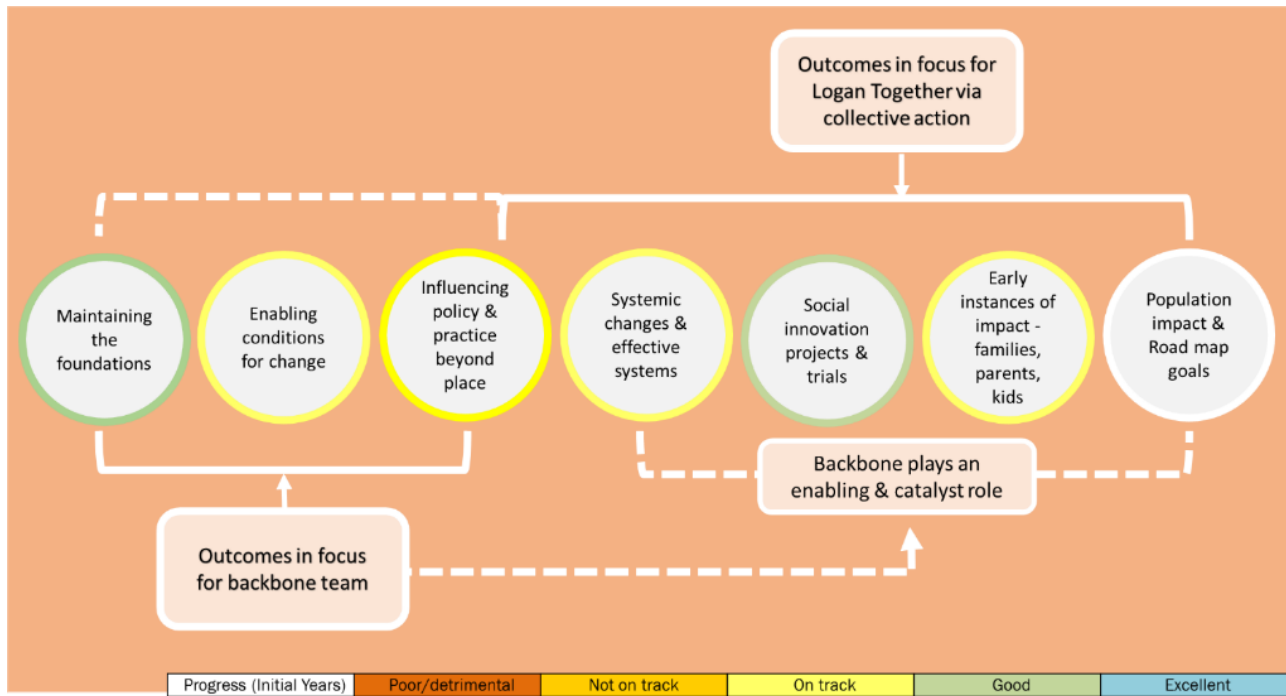 Outcomes in focus for
Logan Together via
collective action
Maintaining
the
foundations
Enabling
conditions
for change
Influencing
policy &
practice
beyond
place
Systemic
changes &
effective
systems
Social
innovation
projects &
trials
Early
instances of
impact -
families,
parents,
kids
Population
impact &
Road map
goals
Backbone plays an
enabling & catalyst role
Outcomes in focus
for backbone team
Progress (Initial Years)
Poor/detrimental
Not on track
On track
Good
Excellent